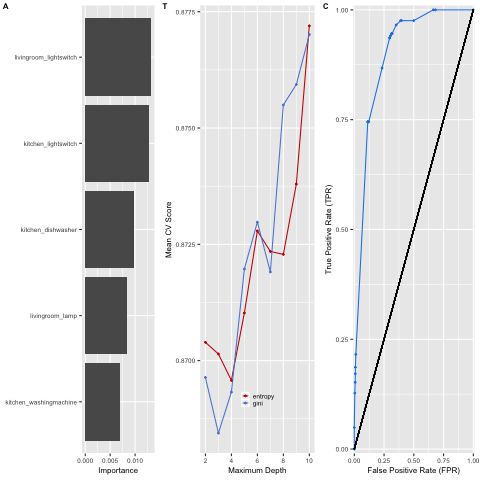 A
livingroom_lightswitch
kitchen_lightswitch
kitchen_dishwasher
livingroom_lamp
kitchen_washingmachine
0.000 0.005 0.010
Importance
T
Mean CV Score
0.8775
0.8750
0.8725
0.8700
entropy
gini
2 4 6 8 10
Maximum Depth
C
True Positive Rate (TPR)
1.00
0.75
0.50
0.25
0.00
0.00 0.25 0.50 0.75 1.00
False Positive Rate (FPR)